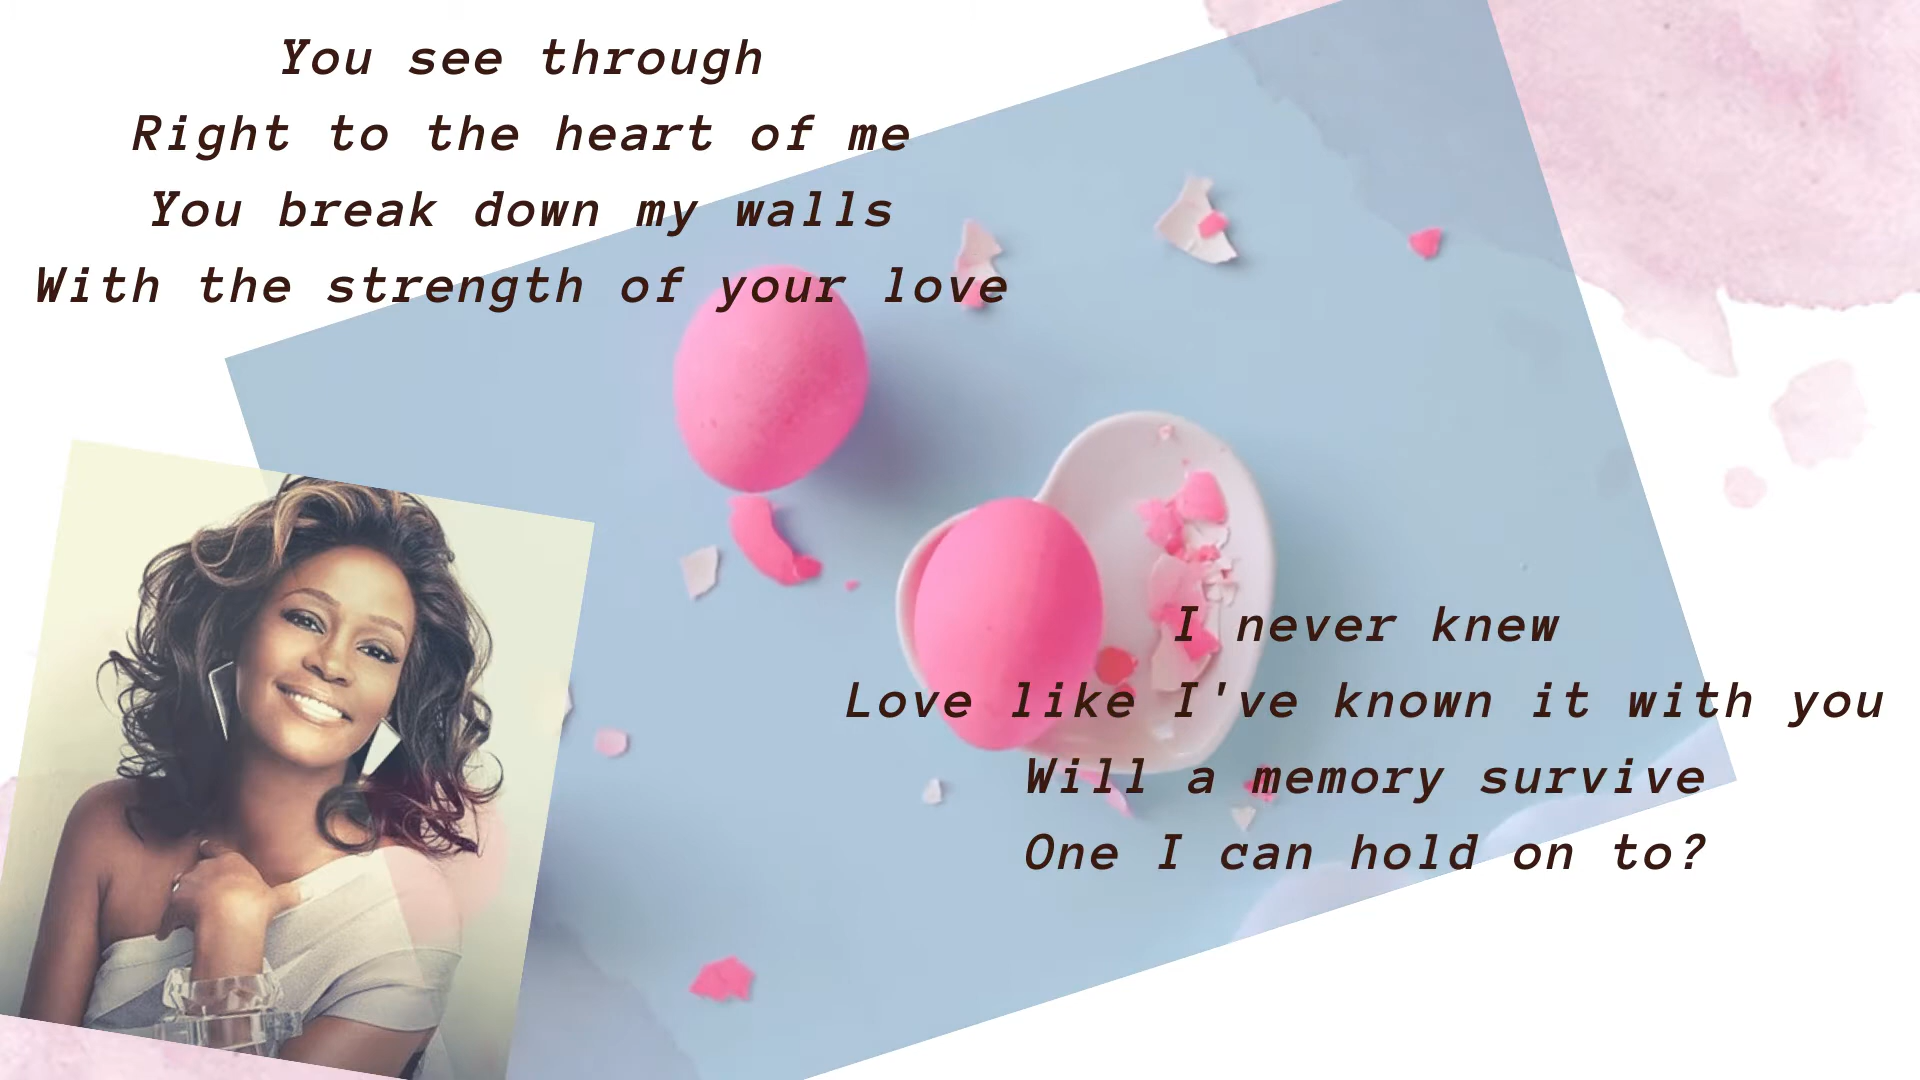 You see through
Right to the heart of me
You break down my walls
With the strength of your love
I never knew
Love like I've known it with you
Will a memory survive
One I can hold on to?